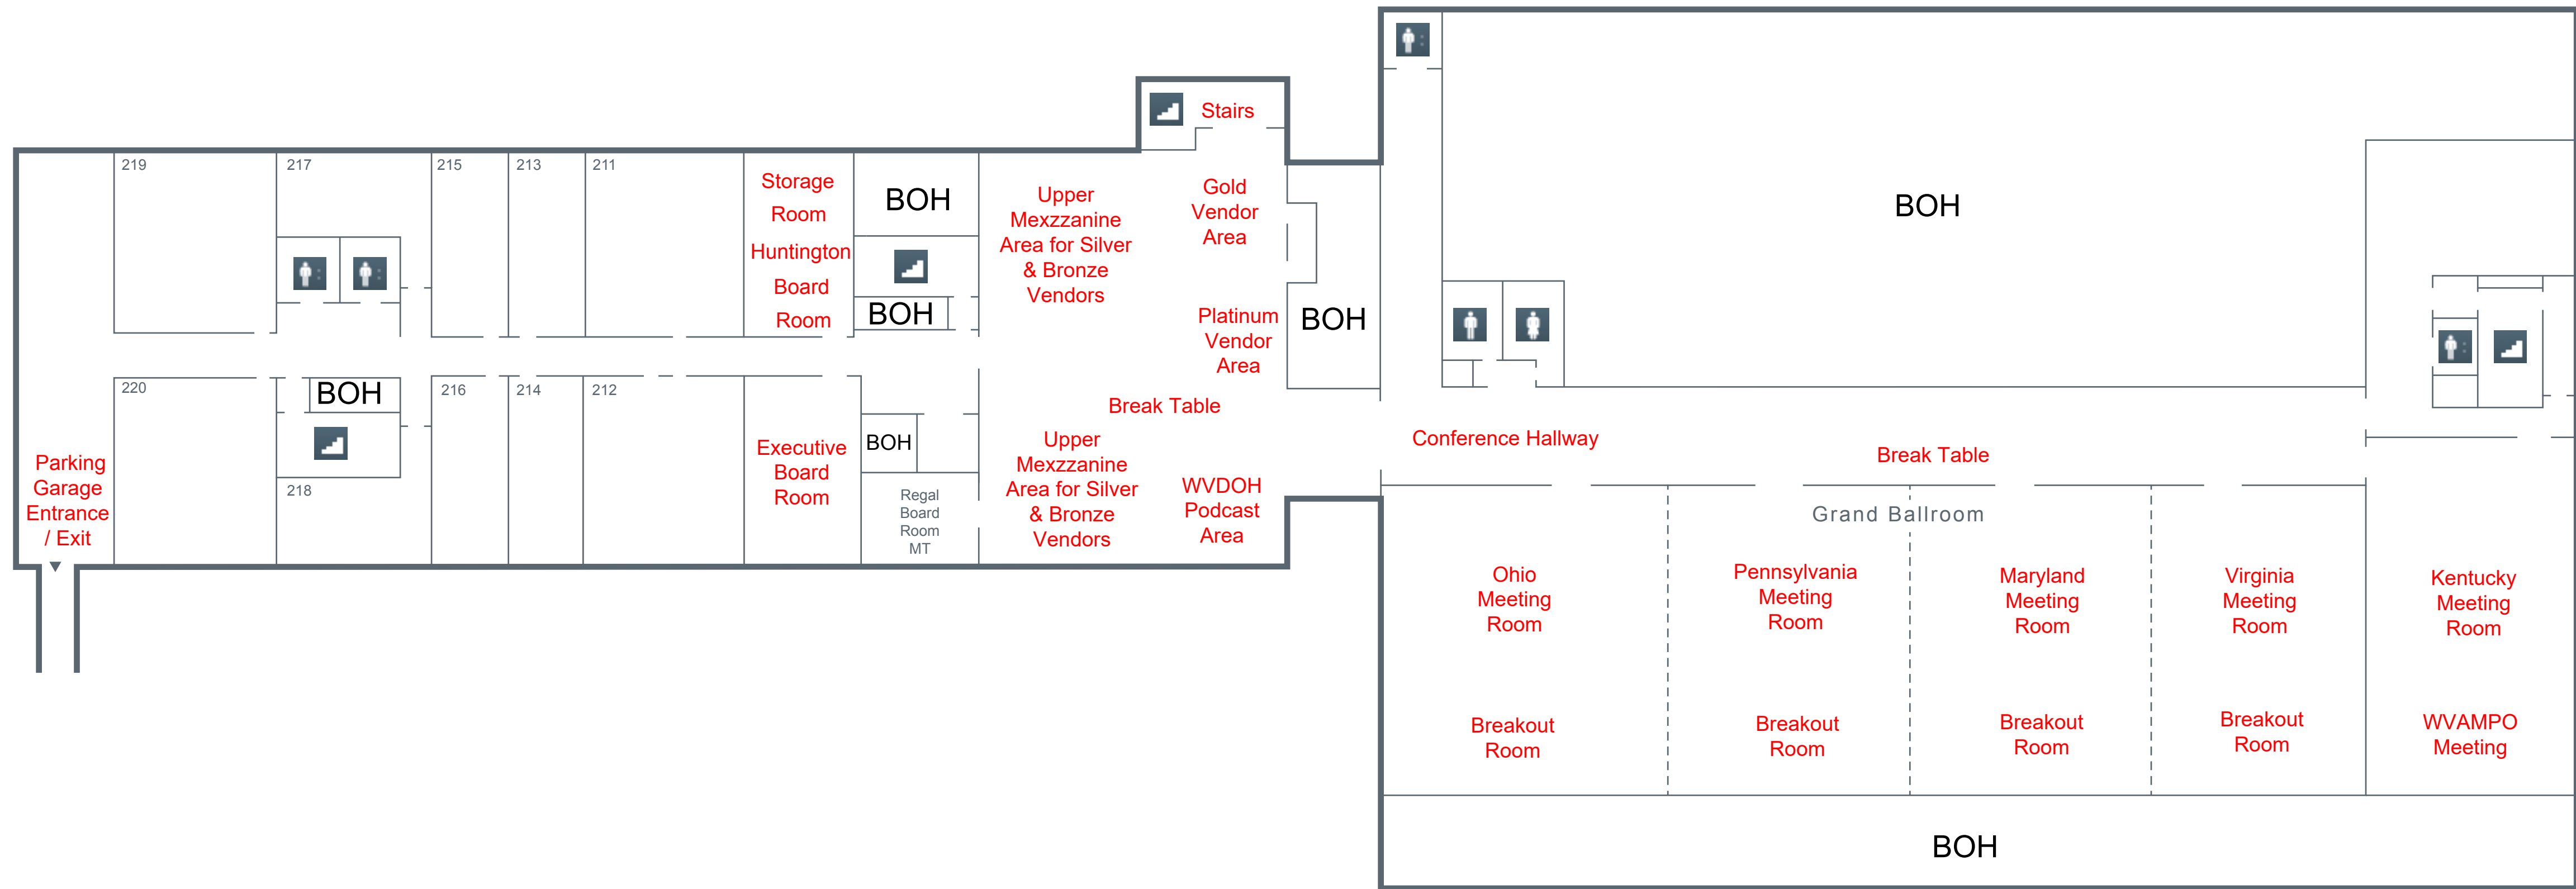 Stairs
219
217
215
213
211
Storage
Room
Huntington
Board
Room
BOH
BOH
Upper
Mexzzanine
Area for Silver
& Bronze
Vendors
Gold
Vendor
Area
Platinum
Vendor
Area
BOH
BOH
220
BOH
218
216
214
212
Parking
Garage
Entrance
/ Exit
Executive
Board
Room
BOH
Regal
Board
Room
MT
Break Table
Upper
Mexzzanine
Area for Silver
& Bronze
Vendors
WVDOH
Podcast
Area
Conference Hallway
Break Table
Grand Ballroom
Ohio
Meeting
Room
Pennsylvania
Meeting
Room
Maryland
Meeting
Room
Virginia
Meeting
Room
Kentucky
Meeting
Room
Breakout
Room
Breakout
Room
Breakout
Room
Breakout
Room
WVAMPO
Meeting
BOH